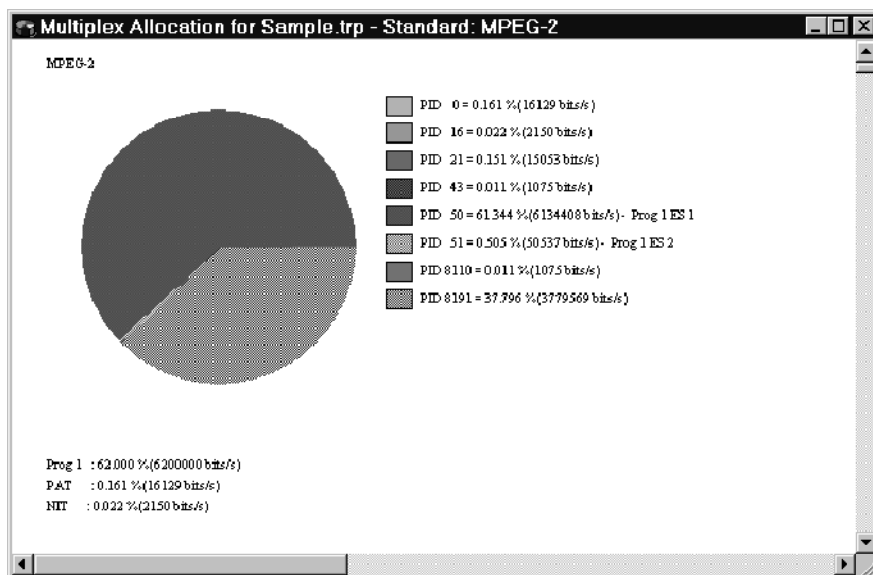 Multiplex Allocation for Sample.trp - Standard: MPEG-2
MPEG-2
PID 0 = 0.161 %(16129 bits/s)
PID 16 = 0.022 %(2150 bits/s)
PID 21 = 0.151 %(15053 bits/s)
PID 43 = 0.011 %(1075 bits/s)
PID 50 = 61.344 %(6134408 bits/s) - Prog 1 ES 1
PID 51 = 0.505 %(50537 bits/s) - Prog 1 ES 2
PID 8110 = 0.011 %(1075 bits/s)
PID 8191 = 37.796 %(3779569 bits/s)
Prog 1 : 62.000 %(6200000 bits/s)
PAT : 0.161 %(16129 bits/s)
NIT : 0.022 %(2150 bits/s)